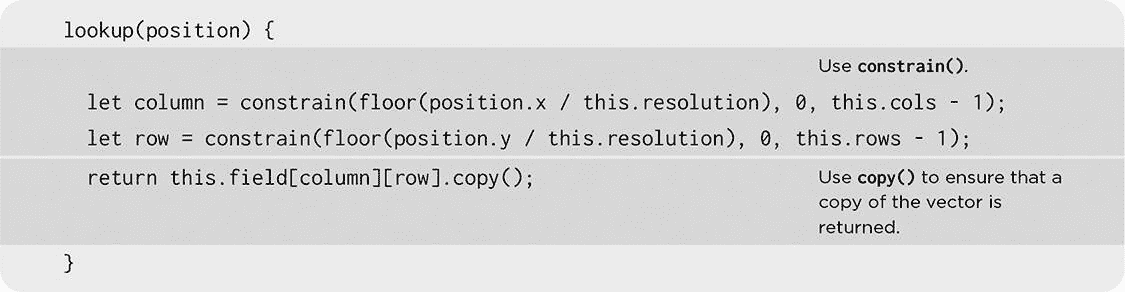 lookup(position) {
Use constrain().
let column = constrain(floor(position.x / this.resolution), 0, this.cols - 1);
let row = constrain(floor(position.y / this.resolution), 0, this.rows - 1);
return this.field[column][row].copy();
Use copy() to ensure that a
copy of the vector is
returned.
}